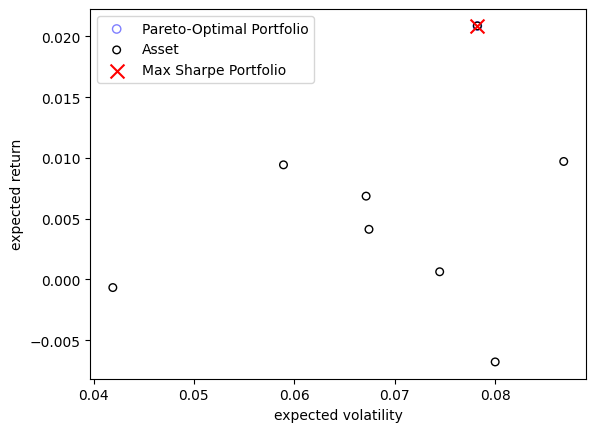 Pareto-Optimal Portfolio
Asset
Max Sharpe Portfolio
0.020
0.015
0.010
0.005
0.000
−0.005
expected return
0.04 0.05 0.06 0.07 0.08
expected volatility